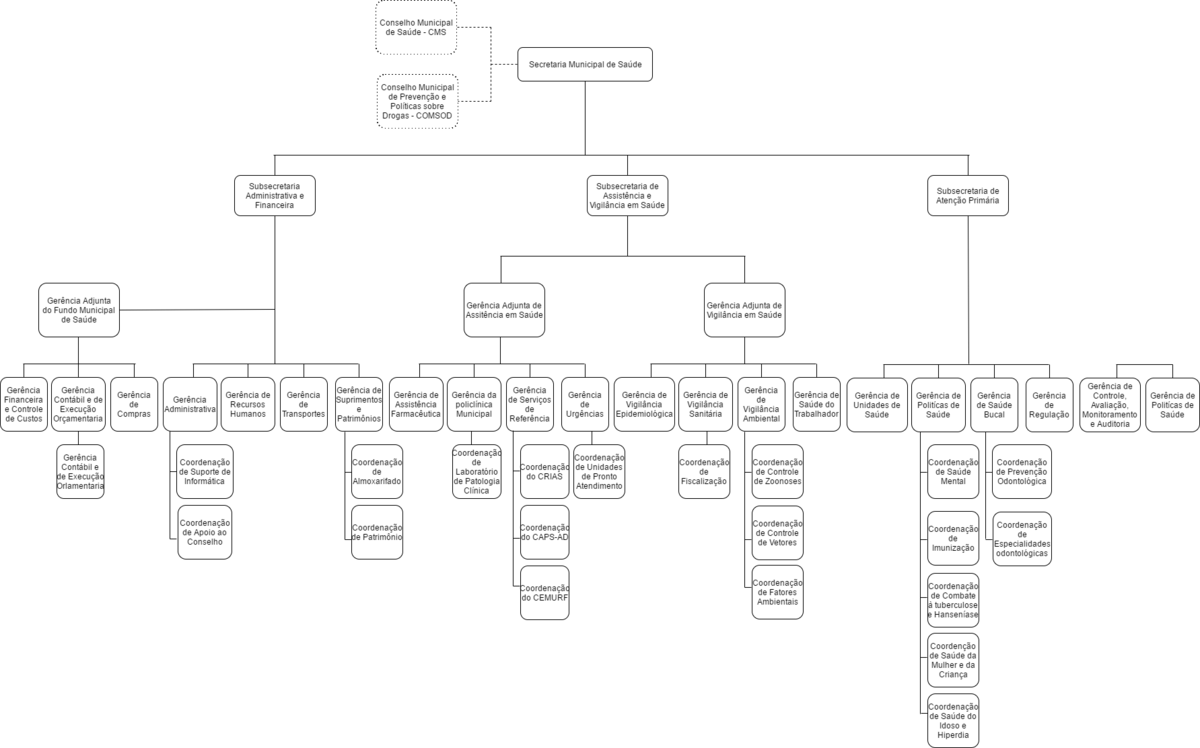 Conselho Municipal
de Saúde - CMS
Secretaria Municipal de Saúde
Conselho Municipal
de Prevenção e
Políticas sobre
Drogas - COMSOD
Subsecretaria
Administrativa e
Financeira
Subsecretaria de
Assistência e
Vigilância em Saúde
Subsecretaria de
Atenção Primária
Gerência Adjunta
do Fundo Municipal
de Saúde
Gerência Adjunta de
Assitência em Saúde
Gerência Adjunta de
Vigilância em Saúde
Gerência
Financeira
e Controle
de Custos
Gerência
Contábil e de
Execução
Orçamentaria
Gerência
de
Compras
Gerência
Administrativa
Gerência
de
Recursos
Humanos
Gerência
de
Transportes
Gerência de
Suprimentos
e
Patrimônios
Gerência
de
Assistência
Farmacêutica
Gerência
da policlínica
Municipal
Gerência
de Serviços
de
Referência
Gerência
de
Urgências
Gerência
de Vigilância
Epidemiológica
Gerência
de Vigilância
Sanitária
Gerência
de
Vigilância
Ambiental
Gerência
de Saúde do
Trabalhador
Gerência
de Unidades de
Saúde
Gerência
de Políticas de
Saúde
Gerência
de Saúde
Bucal
Gerência
de
Regulação
Gerência de
Controle,
Avaliação,
Monitoramento
e Auditoria
Gerência
de Políticas de
Saúde
Gerência
Contábil e
de Execução
Orlamentaria
Coordenação
de Suporte de
Informática
Coordenação
de Apoio ao
Conselho
Coordenação
de
Almoxarifado
Coordenação
de Patrimônio
Coordenação
de
Laboratório
de Patologia
Clínica
Coordenação
do CRIAS
Coordenação
do CAPS-AD
Coordenação
do CEMURF
Coordenação
de Unidades
de Pronto
Atendimento
Coordenação
de
Fiscalização
Coordenação
de Controle
de Zoonoses
Coordenação
de Controle
de Vetores
Coordenação
de Fatores
Ambientais
Coordenação
de Saúde
Mental
Coordenação
de
Imunização
Coordenação
de Combate
á tuberculose
e Hanseníase
Coordenção
de Saúde da
Mulher e da
Criança
Coordenação
de Saúde do
Idoso e
Hiperdia
Coordenação
de Prevenção
Odontológica
Coordenação
de
Especialidades
odontológicas